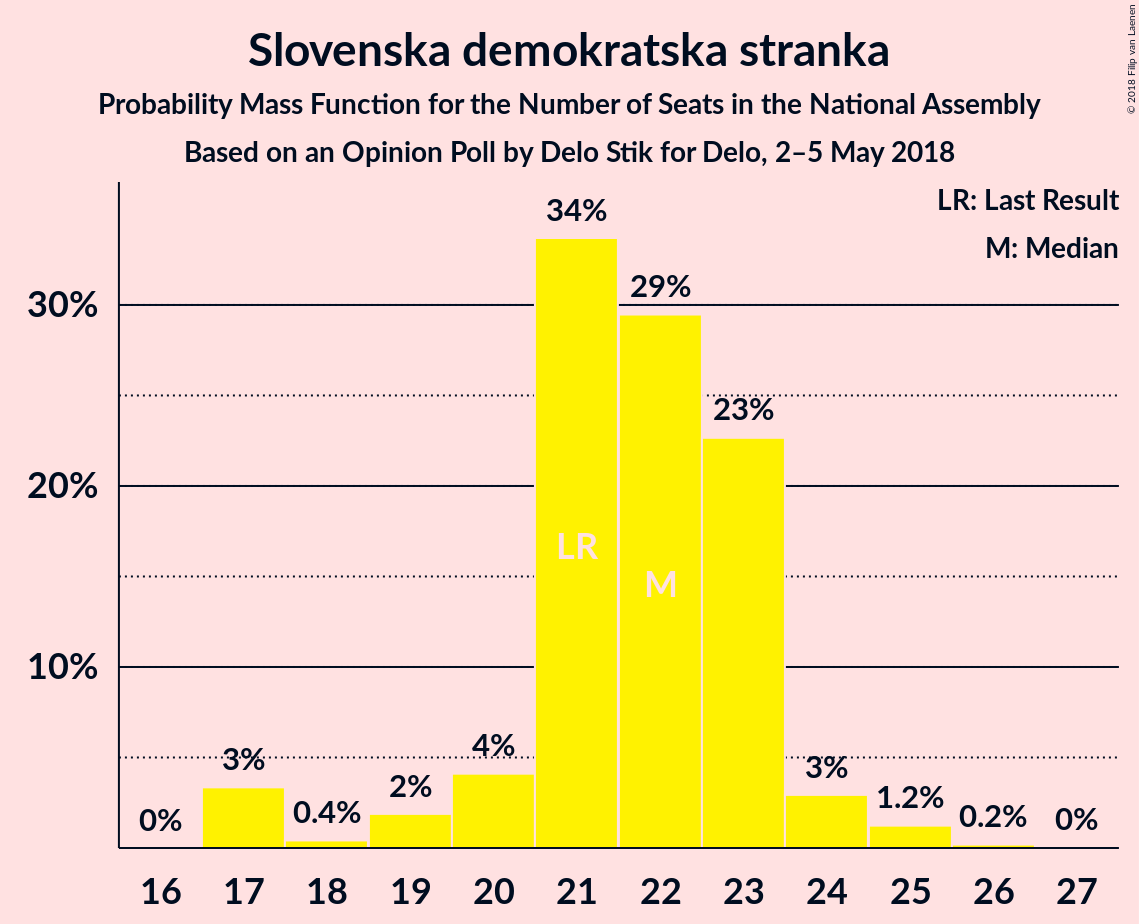 Slovenska demokratska stranka
Probability Mass Function for the Number of Seats in the National Assembly
Based on an Opinion Poll by Delo Stik for Delo, 2–5 May 2018
© 2018 Filip van Laenen
LR: Last Result
M: Median
30%
20%
10%
0%
3%
0.4%
2%
4%
34%
29%
23%
3%
1.2%
0.2%
0%
LR
M
16 17 18 19 20 21 22 23 24 25 26 27